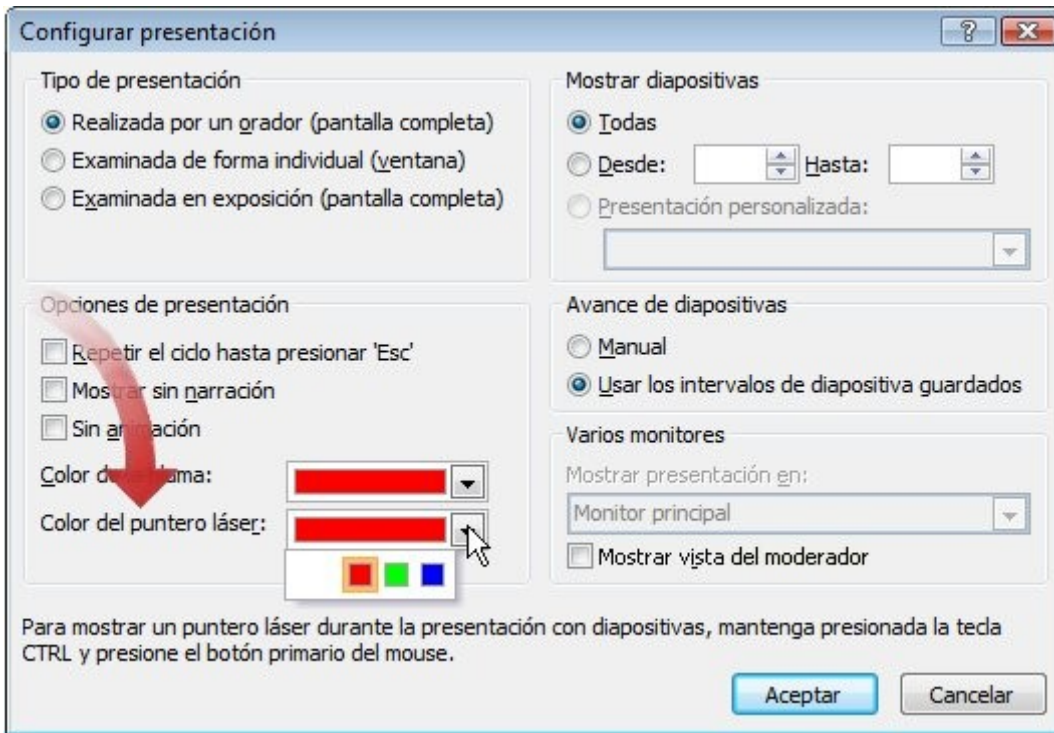 Configurar presentación
Tipo de presentación
Realizada por un orador (pantalla completa)
Examinada de forma individual (ventana)
Examinada en exposición (pantalla completa)
Mostrar diapositivas
Todas
Desde: Hasta:
Presentación personalizada:
Opciones de presentación
Repetir el ciclo hasta presionar 'Esc'
Mostrar sin narración
Sin animación
Color de la pluma:
Color del puntero láser:
Avance de diapositivas
Manual
Usar los intervalos de diapositiva guardados
Varios monitores
Mostrar presentación en:
Monitor principal
Mostrar vista del moderador
Para mostrar un puntero láser durante la presentación con diapositivas, mantenga presionada la tecla
CTRL y presione el botón primario del mouse.
Aceptar Cancelar